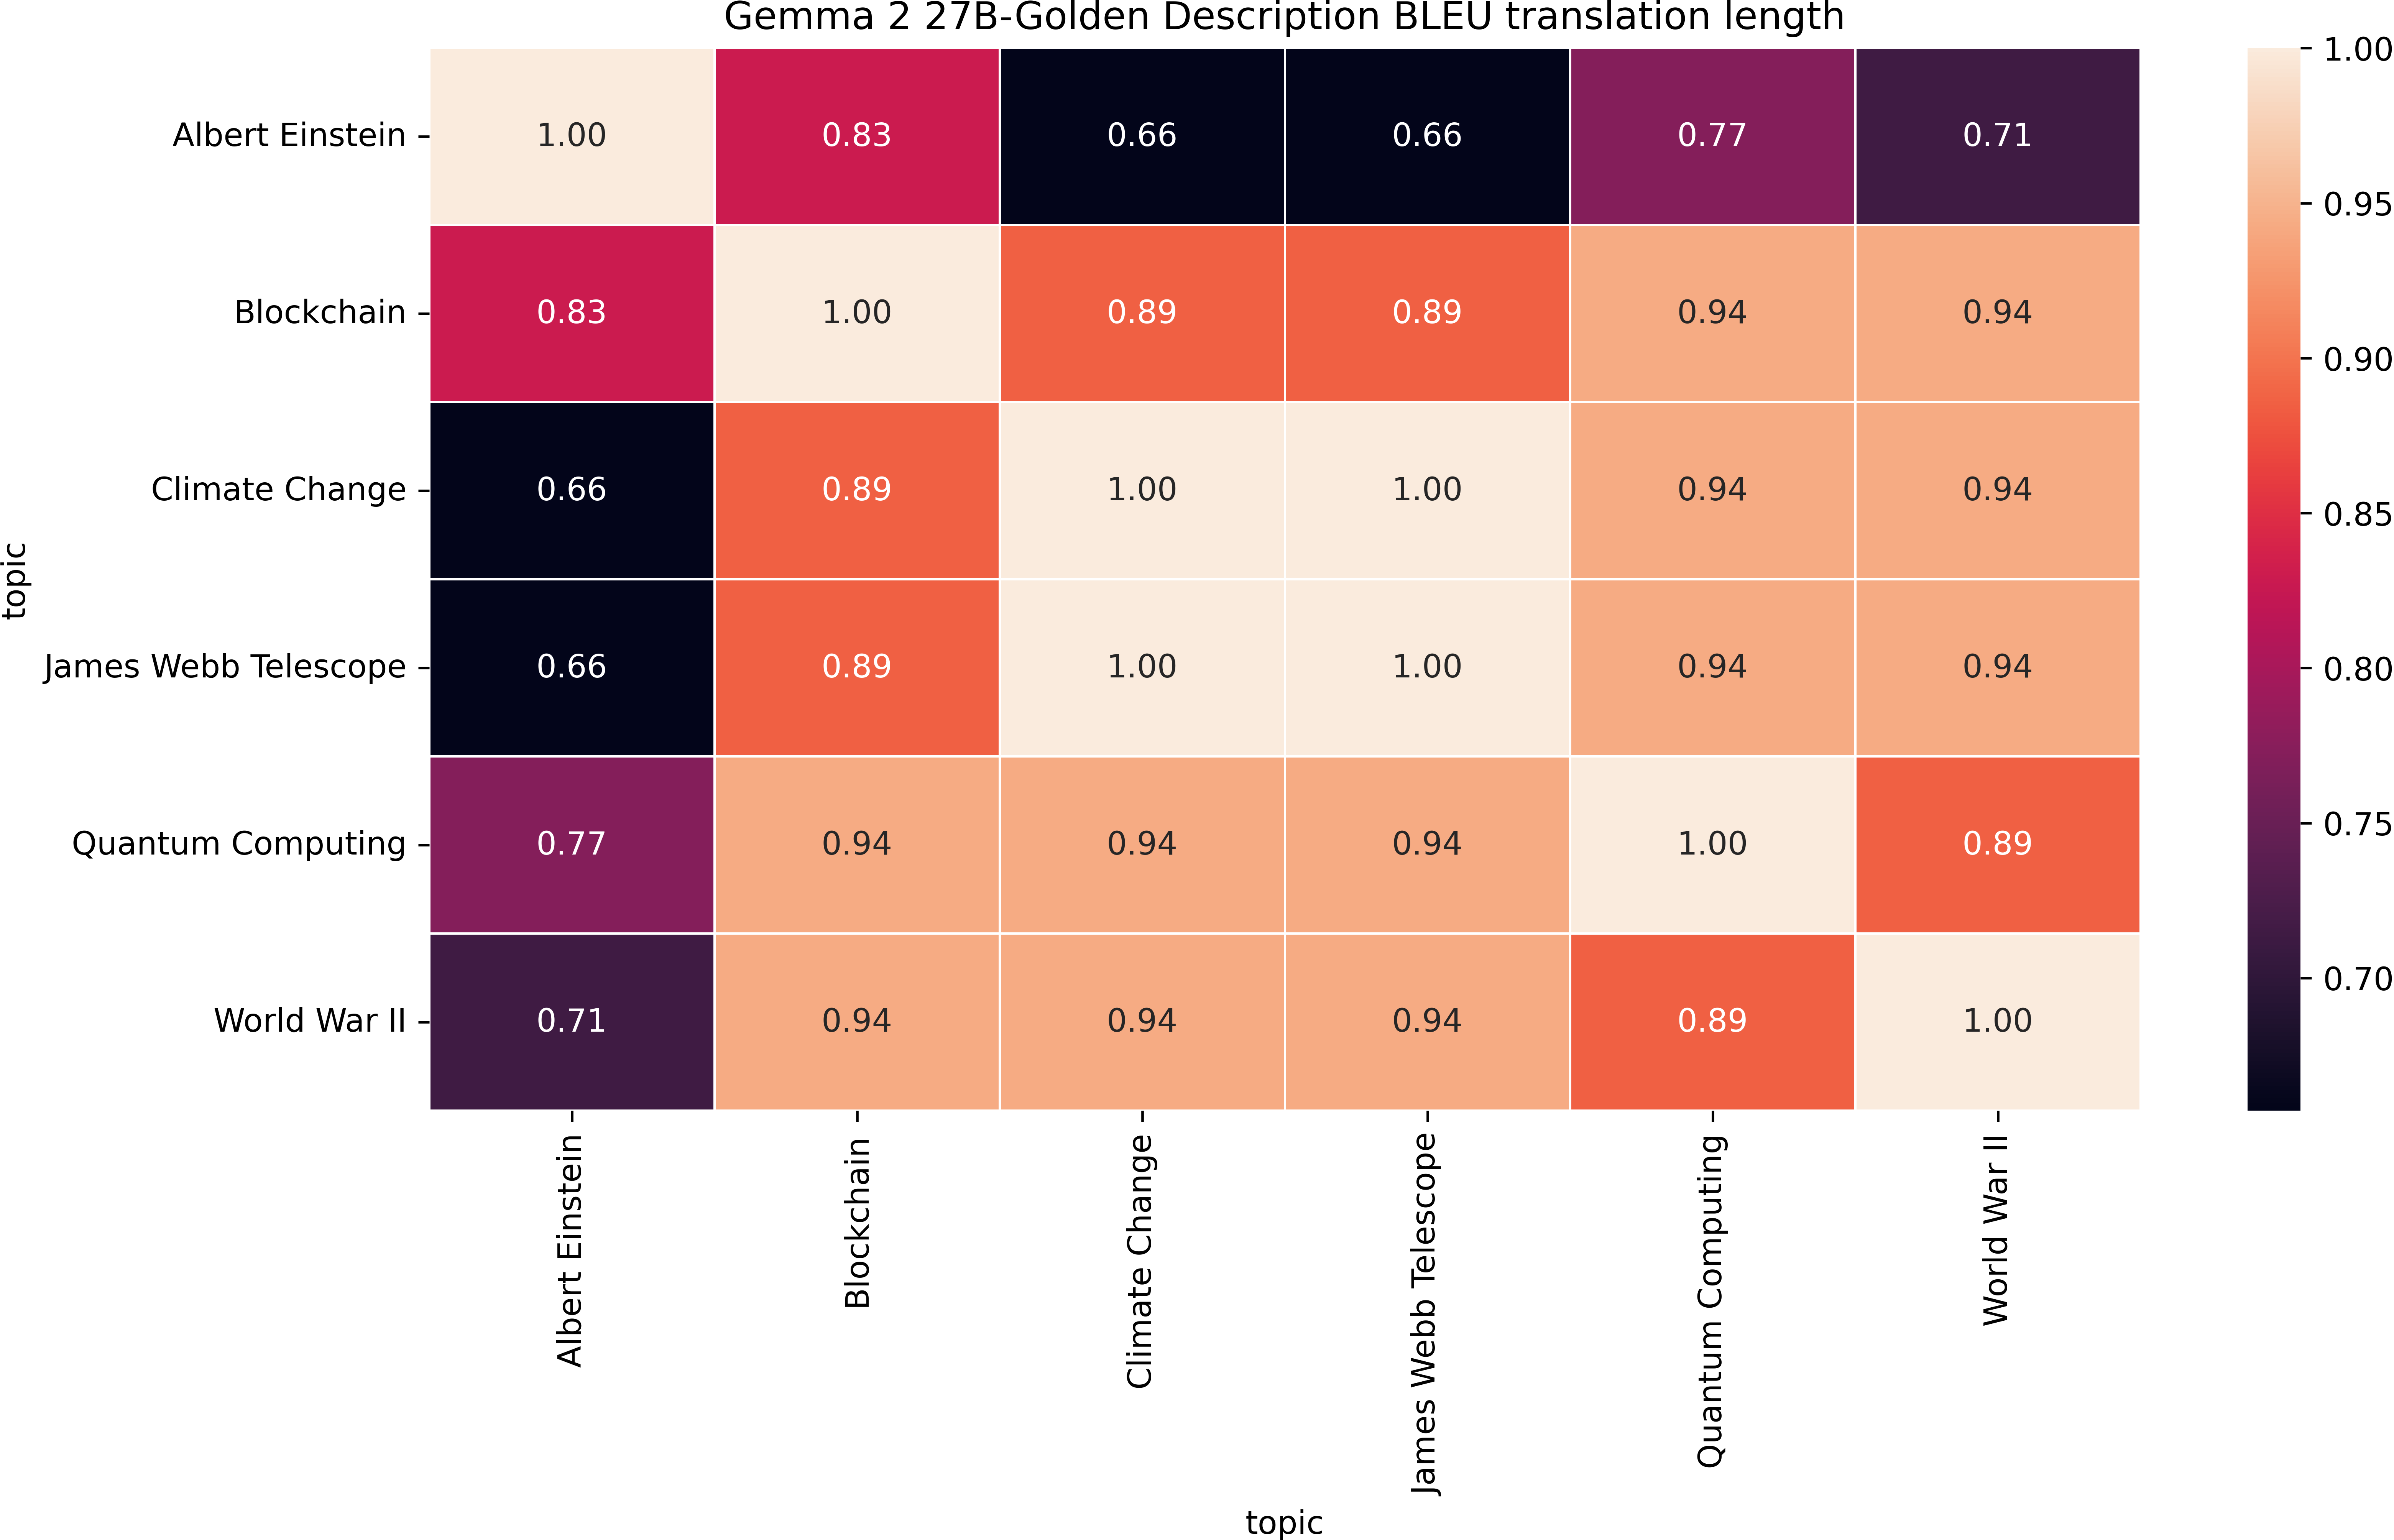 Gemma 2 27B-Golden Description BLEU translation length
topic
Albert Einstein 1.00 0.83 0.66 0.66 0.77 0.71
Blockchain 0.83 1.00 0.89 0.89 0.94 0.94
Climate Change 0.66 0.89 1.00 1.00 0.94 0.94
James Webb Telescope 0.66 0.89 1.00 1.00 0.94 0.94
Quantum Computing 0.77 0.94 0.94 0.94 1.00 0.89
World War II 0.71 0.94 0.94 0.94 0.89 1.00
Albert Einstein
Blockchain
Climate Change
James Webb Telescope
Quantum Computing
World War II
topic
1.00
0.95
0.90
0.85
0.80
0.75
0.70